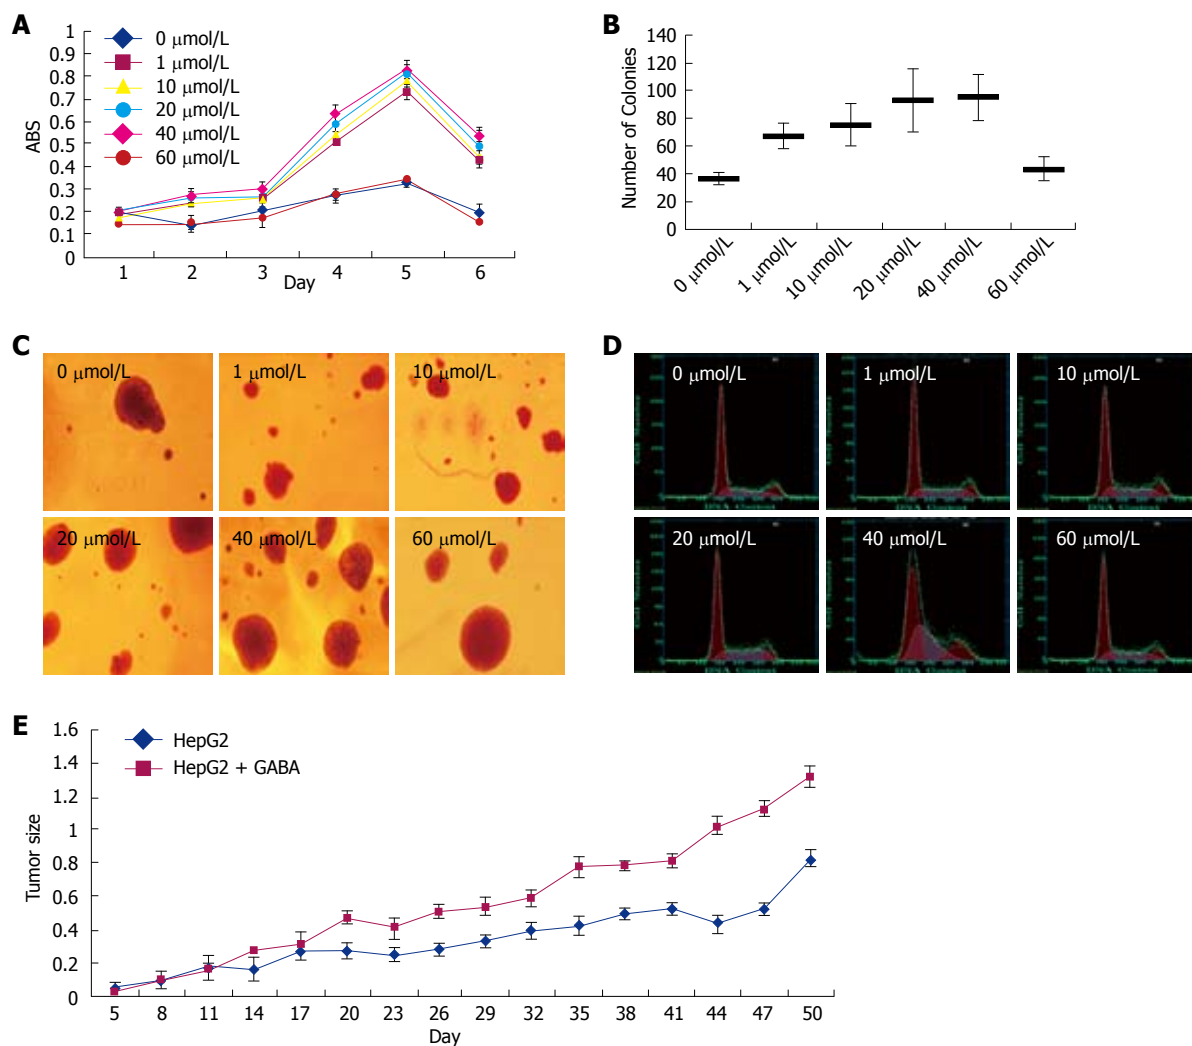 A
1
0.9
0.8
0.7
0.6
0.5
0.4
0.3
0.2
0.1
0
ABS
0 μmol/L
1 μmol/L
10 μmol/L
20 μmol/L
40 μmol/L
60 μmol/L
1 2 3 4 5 6
Day
B
140
120
100
80
60
40
20
0
Number of Colonies
0 μmol/L
1 μmol/L
10 μmol/L
20 μmol/L
40 μmol/L
60 μmol/L
C
0 μmol/L 1 μmol/L 10 μmol/L
20 μmol/L 40 μmol/L 60 μmol/L
D
0 μmol/L 1 μmol/L 10 μmol/L
20 μmol/L 40 μmol/L 60 μmol/L
E
1.6
1.4
1.2
1
0.8
0.6
0.4
0.2
0
Tumor size
HepG2
HepG2 + GABA
5 8 11 14 17 20 23 26 29 32 35 38 41 44 47 50
Day